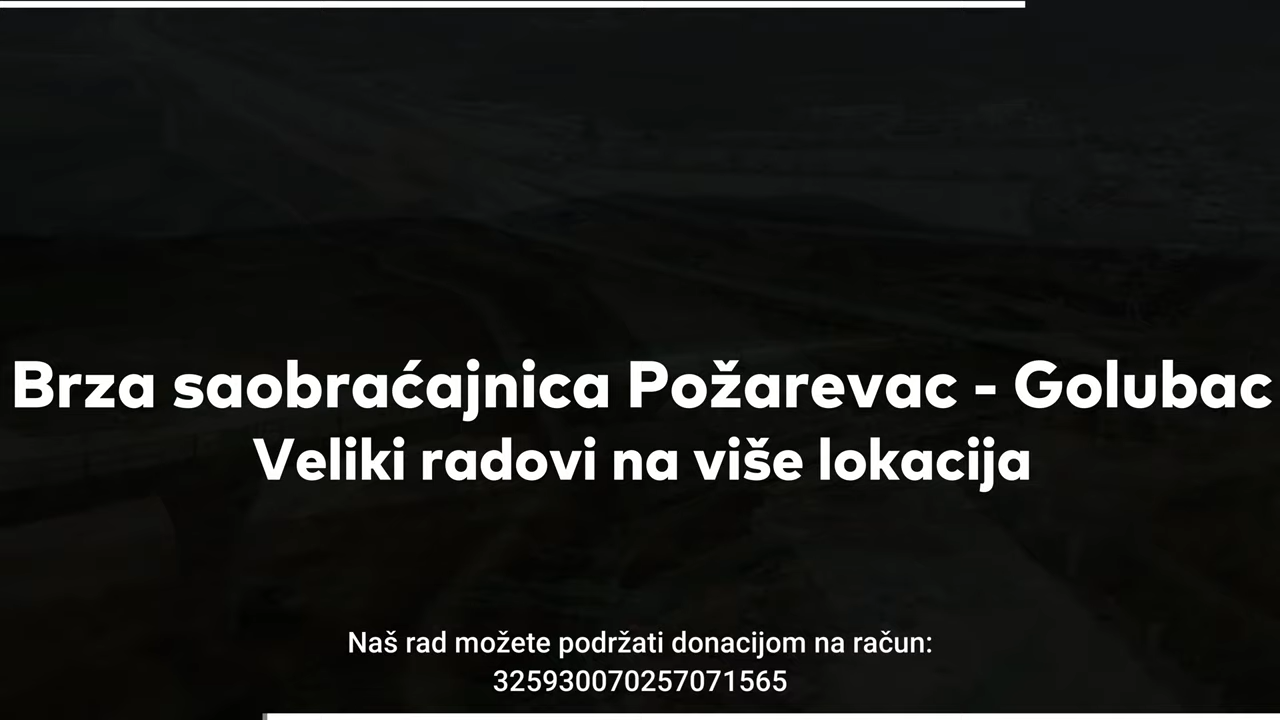 Brza saobraćajnica Požarevac - Golubac
Veliki radovi na više lokacija
Naš rad možete podržati donacijom na račun:
325930070257071565